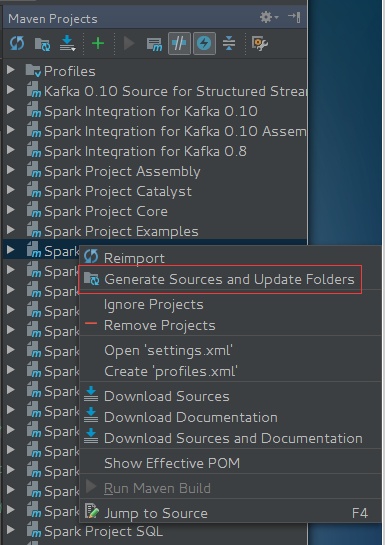 Maven Projects
Profiles
Kafka 0.10 Source for Structured Stream
Spark Integration for Kafka 0.10
Spark Integration for Kafka 0.10 Assem
Spark Integration for Kafka 0.8
Spark Project Assembly
Spark Project Catalyst
Spark Project Core
Spark Project Examples
Spark
Reimport
Spark
Generate Sources and Update Folders
Spark
Ignore Projects
Spark
Remove Projects
Spark
Open 'settings.xml'
Spark
Create 'profiles.xml'
Spark
Download Sources
Spark
Download Documentation
Spark
Download Sources and Documentation
Spark
Show Effective POM
Spark
Run Maven Build
Spark
Jump to Source F4
Spark Project SQL